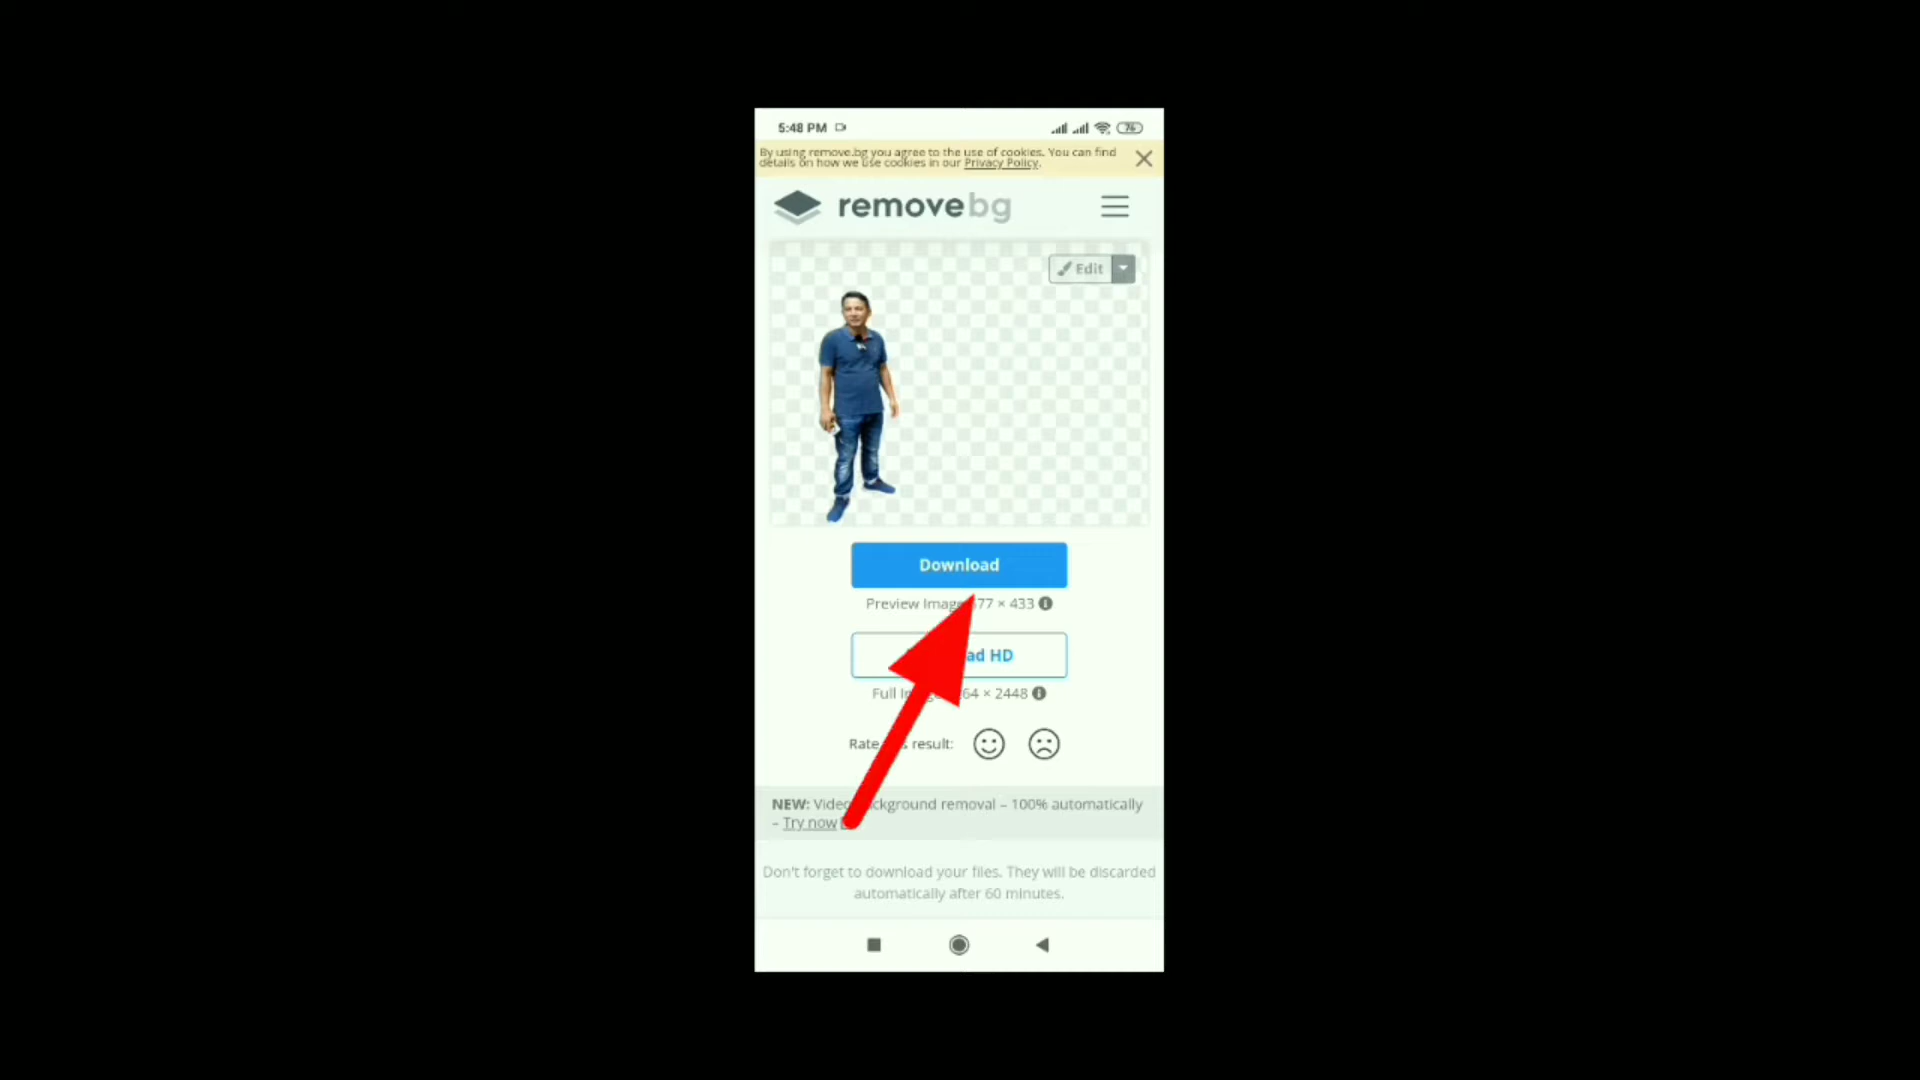 5:48 PM
76
By using remove.bg you agree to the use of cookies. You can find
details on how we use cookies in our Privacy Policy.
removebg
Edit
Download
Preview Image 77 × 433
ad HD
Full 64 × 2448
Rate result:
NEW: Video background removal – 100% automatically
– Try now
Don't forget to download your files. They will be discarded
automatically after 60 minutes.